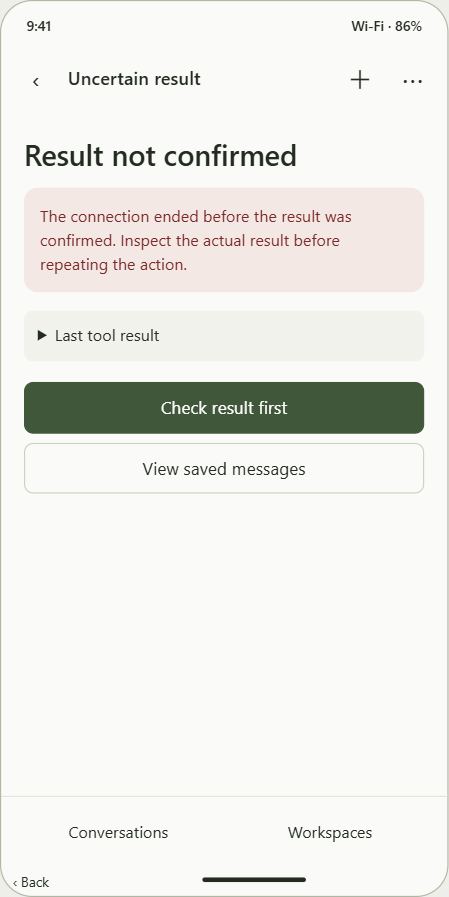 9:41
Wi-Fi · 86%
‹ Uncertain result + ...
Result not confirmed
The connection ended before the result was
confirmed. Inspect the actual result before
repeating the action.
▶ Last tool result
Check result first
View saved messages
Conversations
Workspaces
‹ Back